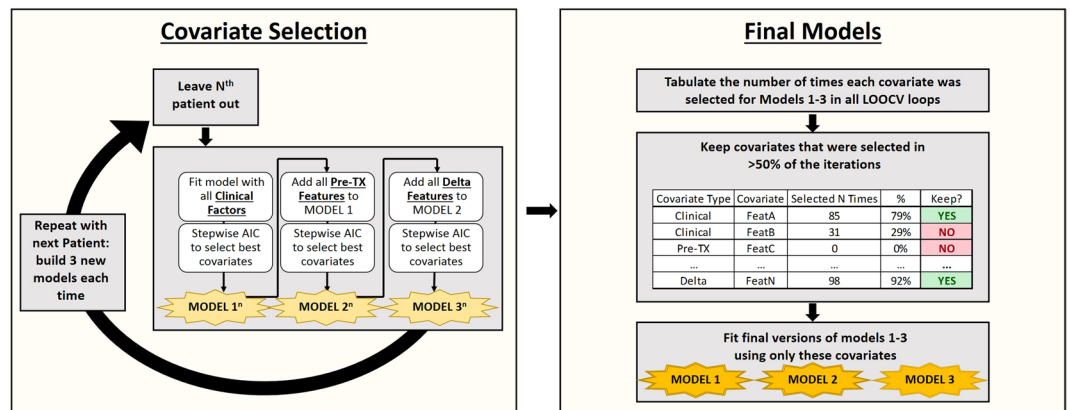 Covariate Selection
Leave Nth
patient out
Fit model with
all Clinical
Factors
Stepwise AIC
to select best
covariates
MODEL 1n
Add all Pre-TX
Features to
MODEL 1
Stepwise AIC
to select best
covariates
MODEL 2n
Add all Delta
Features to
MODEL 2
Stepwise AIC
to select best
covariates
MODEL 3n
Repeat with
next Patient:
build 3 new
models each
time
Final Models
Tabulate the number of times each covariate was
selected for Models 1-3 in all LOOCV loops
Keep covariates that were selected in
>50% of the iterations
Covariate Type Covariate Selected N Times % Keep?
Clinical FeatA 85 79% YES
Clinical FeatB 31 29% NO
Pre-TX FeatC 0 0% NO
... ... ... ... ...
Delta FeatN 98 92% YES
Fit final versions of models 1-3
using only these covariates
MODEL 1 MODEL 2 MODEL 3